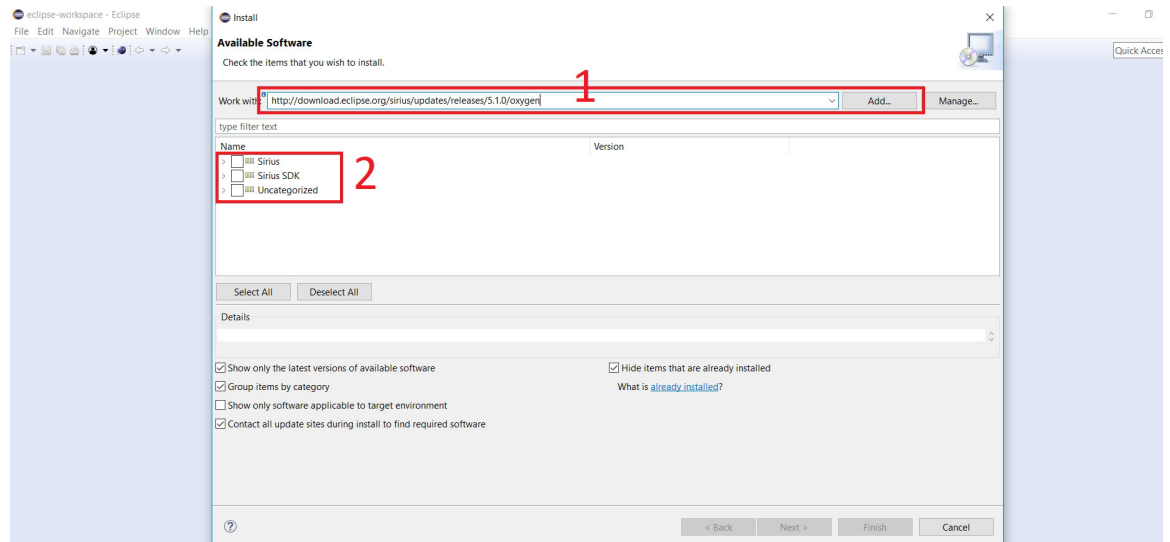 eclipse-workspace - Eclipse
File Edit Navigate Project Window Help
Quick Acces
Install
Available Software
Check the items that you wish to install.
1
Work with: http://download.eclipse.org/sirius/updates/releases/5.1.0/oxygen Add... Manage...
type filter text
Name Version
Sirius
Sirius SDK
Uncategorized
2
Select All Deselect All
Details
Show only the latest versions of available software
Hide items that are already installed
Group items by category
What is already installed?
Show only software applicable to target environment
Contact all update sites during install to find required software
< Back Next > Finish Cancel